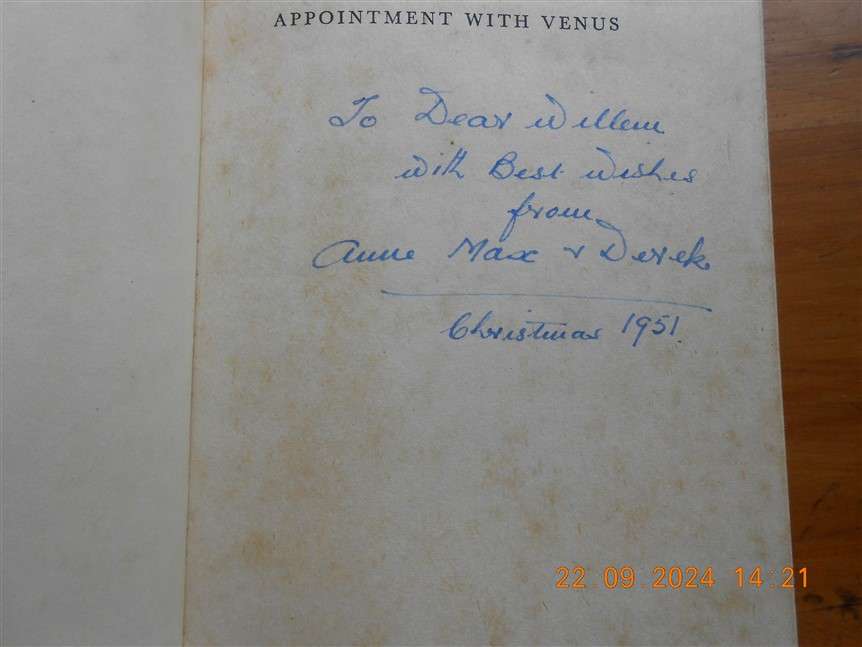 APPOINTMENT WITH VENUS
To Dear Willem
with Best wishes
from
Anne Max & Derek.
Christmas 1951.
22.09.2024 14:21